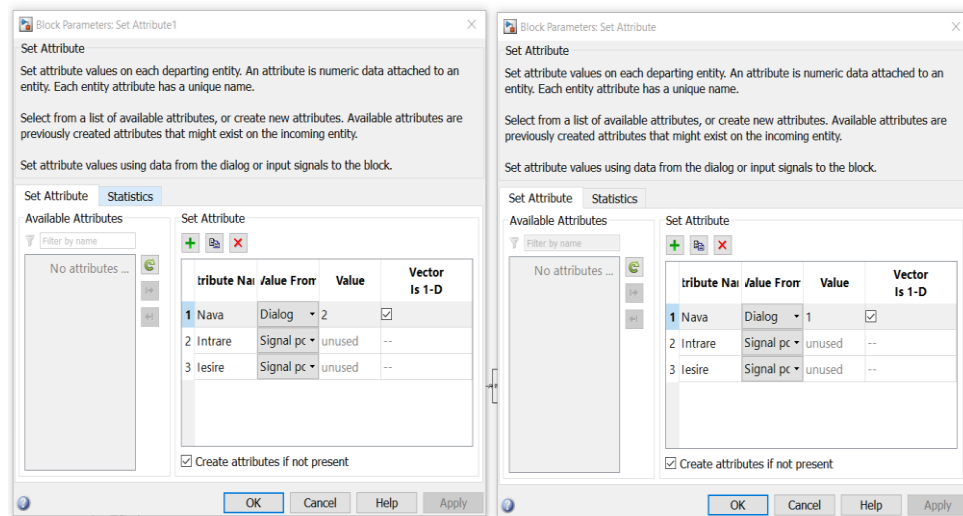 Block Parameters: Set Attribute1
Set Attribute
Set attribute values on each departing entity. An attribute is numeric data attached to an
entity. Each entity attribute has a unique name.
Select from a list of available attributes, or create new attributes. Available attributes are
previously created attributes that might exist on the incoming entity.
Set attribute values using data from the dialog or input signals to the block.
Set Attribute Statistics
Available Attributes
Filter by name
No attributes ...
Set Attribute
tribute Nai Value From Value Vector
Is 1-D
1 Nava Dialog 2
2 Intrare Signal pc unused --
3 Iesire Signal pc unused --
Create attributes if not present
OK Cancel Help Apply
Block Parameters: Set Attribute
Set Attribute
Set attribute values on each departing entity. An attribute is numeric data attached to an
entity. Each entity attribute has a unique name.
Select from a list of available attributes, or create new attributes. Available attributes are
previously created attributes that might exist on the incoming entity.
Set attribute values using data from the dialog or input signals to the block.
Set Attribute Statistics
Available Attributes
Filter by name
No attributes ...
Set Attribute
tribute Nai Value From Value Vector
Is 1-D
1 Nava Dialog 1
2 Intrare Signal pc unused --
3 Iesire Signal pc unused --
Create attributes if not present
OK Cancel Help Apply